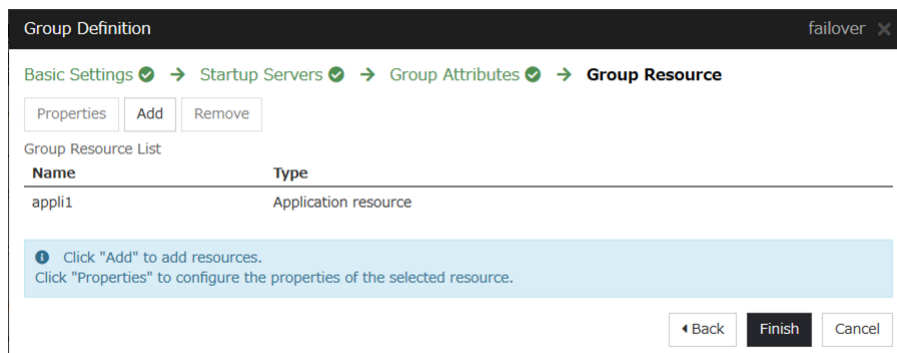 Group Definition failover
Basic Settings → Startup Servers → Group Attributes → Group Resource
Properties Add Remove
Group Resource List
Name Type
appli1 Application resource
Click "Add" to add resources.
Click "Properties" to configure the properties of the selected resource.
Back Finish Cancel